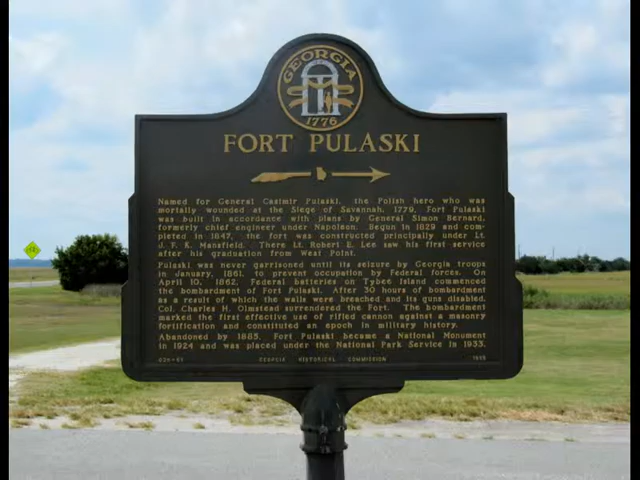 GEORGIA
1776
FORT PULASKI
Named for General Casimir Pulaski, the Polish hero who was
mortally wounded at the Siege of Savannah, 1779, Fort Pulaski
was built in accordance with plans by General Simon Bernard,
formerly chief engineer under Napoleon. Begun in 1829 and com-
pleted in 1847, the fort was constructed principally under Lt.
J. F. K. Mansfield. There Lt. Robert E. Lee saw his first service
after his graduation from West Point.
Pulaski was never garrisoned until its seizure by Georgia troops
in January, 1861, to prevent occupation by Federal forces. On
April 10, 1862, Federal batteries on Tybee Island commenced
the bombardment of Fort Pulaski. After 30 hours of bombardment
as a result of which the walls were breached and its guns disabled,
Col. Charles H. Olmstead surrendered the Fort. The bombardment
marked the first effective use of rifled cannon against a masonry
fortification and constituted an epoch in military history.
Abandoned by 1885, Fort Pulaski became a National Monument
in 1924 and was placed under the National Park Service in 1933.
GEORGIA HISTORICAL COMMISSION